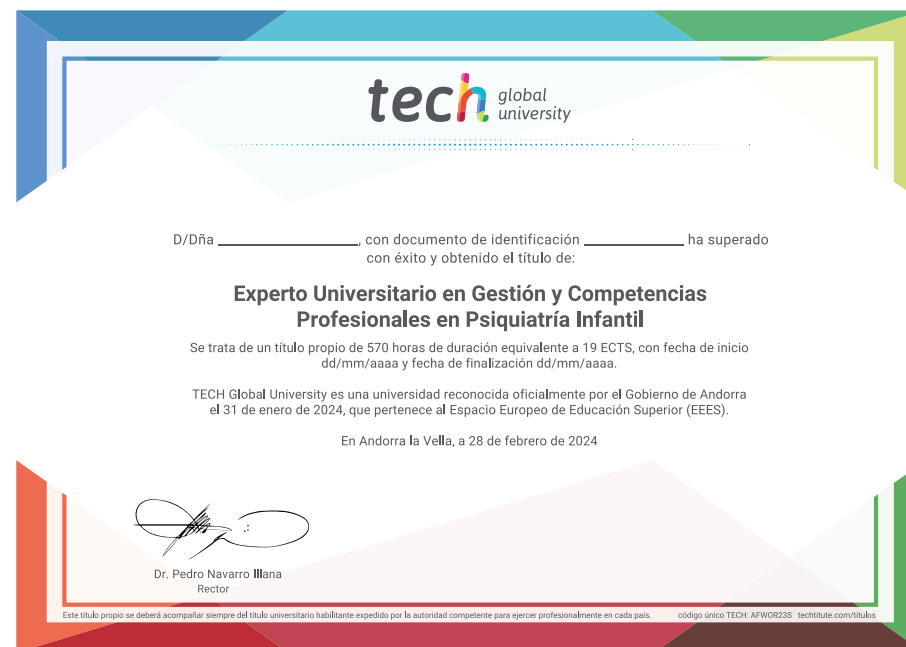 tech global university
D/Dña ____________________, con documento de identificación ______________ ha superado
con éxito y obtenido el título de:
Experto Universitario en Gestión y Competencias
Profesionales en Psiquiatría Infantil
Se trata de un título propio de 570 horas de duración equivalente a 19 ECTS, con fecha de inicio
dd/mm/aaaa y fecha de finalización dd/mm/aaaa.
TECH Global University es una universidad reconocida oficialmente por el Gobierno de Andorra
el 31 de enero de 2024, que pertenece al Espacio Europeo de Educación Superior (EEES).
En Andorra la Vella, a 28 de febrero de 2024
Dr. Pedro Navarro Illana
Rector
Este título propio se deberá acompañar siempre del título universitario habilitante expedido por la autoridad competente para ejercer profesionalmente en cada país. código único TECH: AFWOR23S techtitute.com/titulos